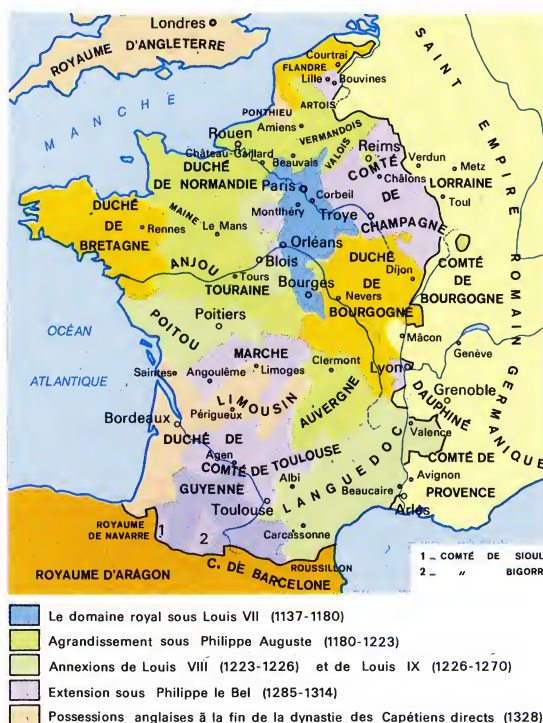 Londres
ROYAUME D'ANGLETERRE
MANCHE
SAINT EMPIRE ROMAIN GERMANIQUE
Courtrai
FLANDRE
Lille
Bouvines
ARTOIS
PONTHIEU
Amiens
VERMANDOIS
Rouen
Château-Gaillard
Beauvais
VALOIS
Reims
Verdun
Metz
DUCHÉ
DE NORMANDIE
Paris
Corbeil
COMTÉ
DE
CHAMPAGNE
Châlons
LORRAINE
Toul
Montlhéry
Troye
DUCHÉ
DE
BRETAGNE
Rennes
MAINE
Le Mans
Orléans
ANJOU
Blois
Tours
TOURAINE
Bourges
DUCHÉ
DE
BOURGOGNE
Dijon
Nevers
COMTÉ
DE
BOURGOGNE
OCÉAN
ATLANTIQUE
POITOU
Poitiers
MARCHE
Mâcon
Genève
Saintes
Angoulême
Limoges
Clermont
Lyon
LIMOUSIN
Périgueux
AUVERGNE
DAUPHINÉ
Grenoble
Bordeaux
DUCHÉ DE
GUYENNE
Agen
COMTÉ DE TOULOUSE
Valence
COMTÉ DE
PROVENCE
Albi
LANGUEDOC
Beaucaire
Avignon
Arles
Toulouse
Carcassonne
ROYAUME
DE NAVARRE
1
2
ROUSSILLON
ROYAUME D'ARAGON
C. DE BARCELONE
1_ COMTÉ DE SIOUL
2_ " BIGORR
Le domaine royal sous Louis VII (1137-1180)
Agrandissement sous Philippe Auguste (1180-1223)
Annexions de Louis VIII (1223-1226) et de Louis IX (1226-1270)
Extension sous Philippe le Bel (1285-1314)
Possessions anglaises à la fin de la dynastie des Capétiens directs (1328)